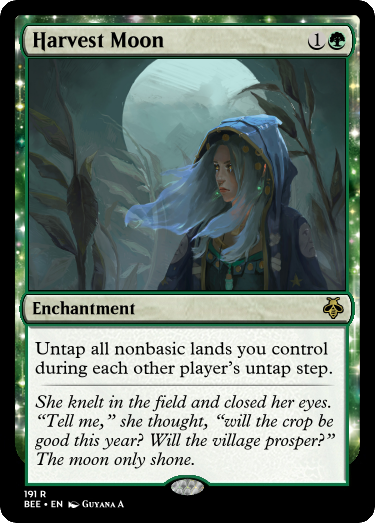 Harvest Moon 1
Enchantment
Untap all nonbasic lands you control
during each other player's untap step.
She knelt in the field and closed her eyes.
“Tell me,” she thought, “will the crop be
good this year? Will the village prosper?”
The moon only shone.
191 R
BEE • EN Guyana A